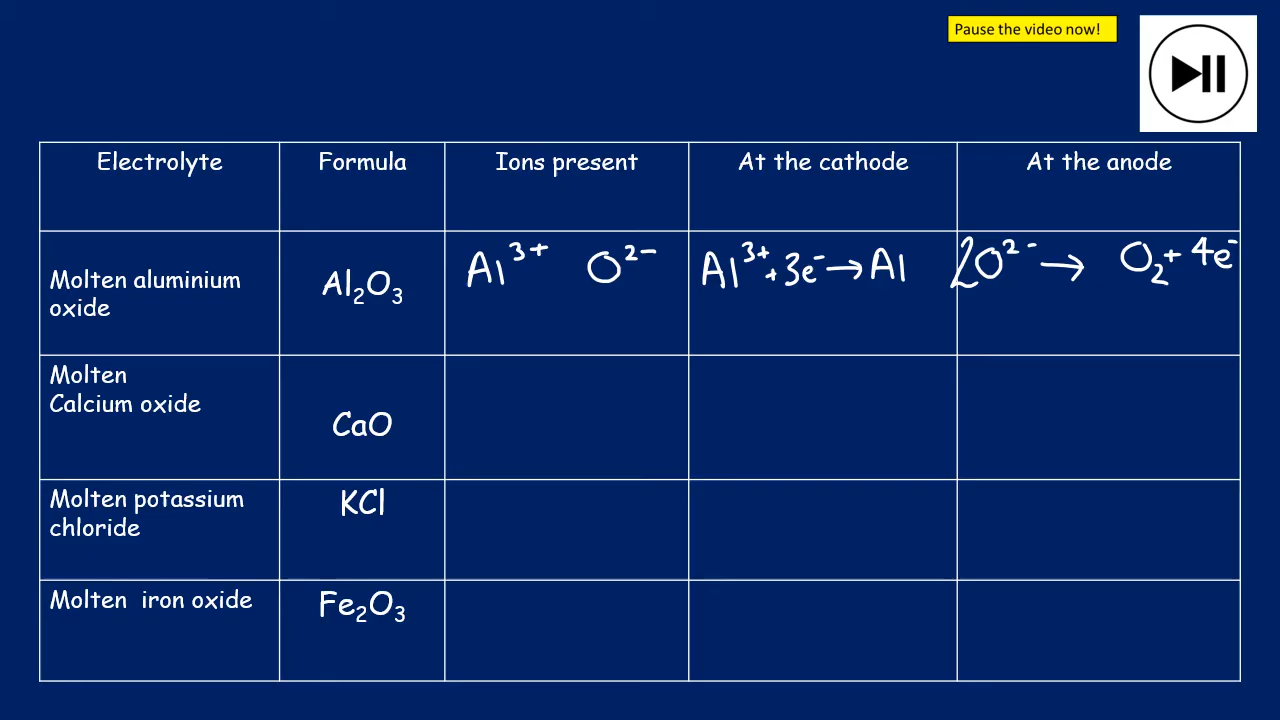 Pause the video now!
Electrolyte Formula Ions present At the cathode At the anode
Molten aluminium
oxide
Al₂O₃
Al³⁺ O²⁻
Al³⁺ + 3e⁻ → Al
2O²⁻ → O₂ + 4e⁻
Molten
Calcium oxide
CaO
Molten potassium
chloride
KCl
Molten iron oxide
Fe₂O₃